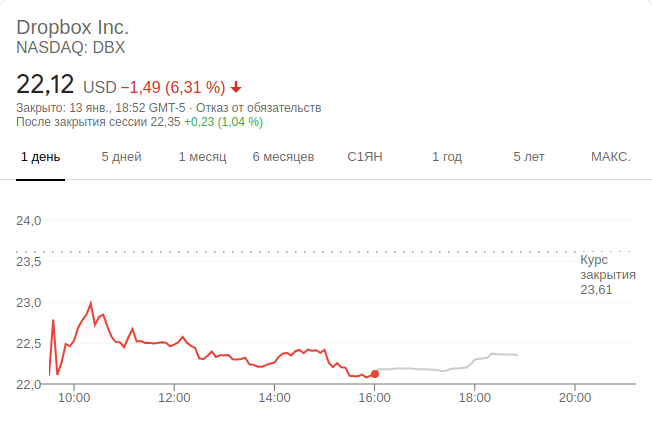 Dropbox Inc.
NASDAQ: DBX
22,12 USD −1,49 (6,31 %)
Закрыто: 13 янв., 18:52 GMT-5 · Отказ от обязательств
После закрытия сессии 22,35 +0,23 (1,04 %)
1 день 5 дней 1 месяц 6 месяцев С1ЯН 1 год 5 лет МАКС.
24,0
23,5
Курс
закрытия
23,61
23,0
22,5
22,0
10:00 12:00 14:00 16:00 18:00 20:00